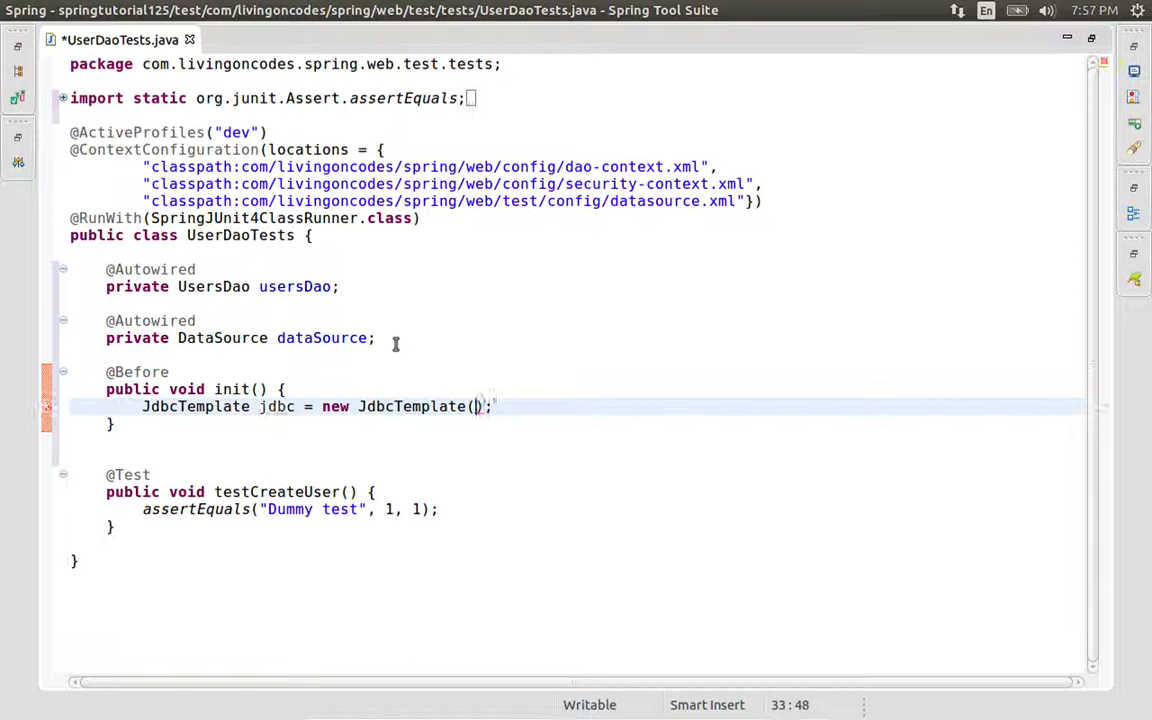 Spring - springtutorial125/test/com/livingoncodes/spring/web/test/tests/UserDaoTests.java - Spring Tool Suite
En
7:57 PM
*UserDaoTests.java
package com.livingoncodes.spring.web.test.tests;
import static org.junit.Assert.assertEquals;
@ActiveProfiles("dev")
@ContextConfiguration(locations = {
"classpath:com/livingoncodes/spring/web/config/dao-context.xml",
"classpath:com/livingoncodes/spring/web/config/security-context.xml",
"classpath:com/livingoncodes/spring/web/test/config/datasource.xml"})
@RunWith(SpringJUnit4ClassRunner.class)
public class UserDaoTests {
@Autowired
private UsersDao usersDao;
@Autowired
private DataSource dataSource;
@Before
public void init() {
JdbcTemplate jdbc = new JdbcTemplate();
}
@Test
public void testCreateUser() {
assertEquals("Dummy test", 1, 1);
}
}
Writable
Smart Insert
33 : 48